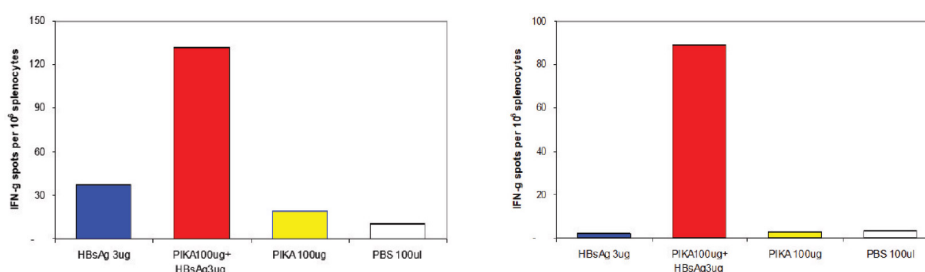 150
120
90
60
30
-
IFN-g spots per 10⁶ splenocytes
HBsAg 3ug
PIKA100ug+
HBsAg3ug
PIKA 100ug
PBS 100ul
100
80
60
40
20
-
IFN-g spots per 10⁶ splenocytes
HBsAg 3ug
PIKA100ug+
HBsAg3ug
PIKA 100ug
PBS 100ul